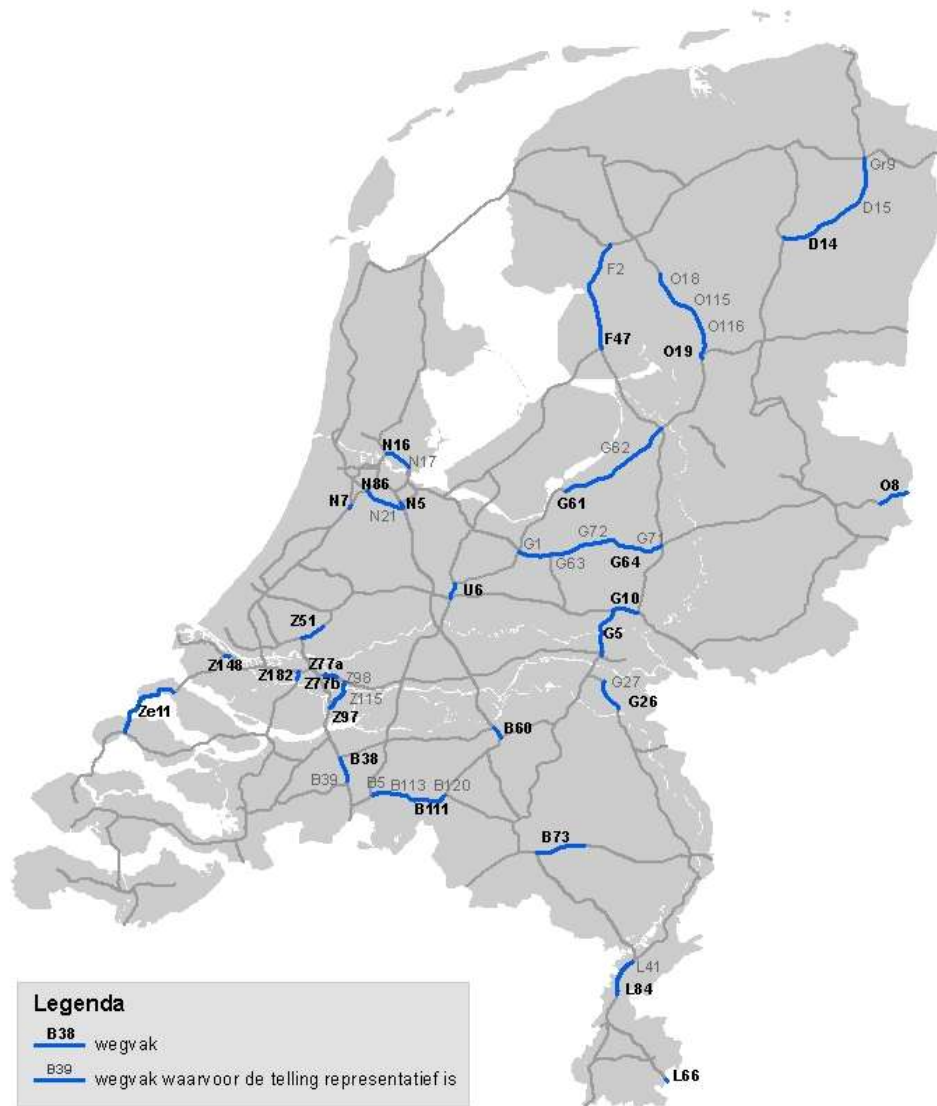 Gr9
D15
D14
F2
O18
O115
O116
F47
O19
N16
N17
G62
N86
O8
N7
N5
G61
N21
G1
G72
G71
G63
G64
U6
G10
Z51
G5
Z148
Z77a
Z182
Z98
Z77b
G27
Z115
Ze11
Z97
G26
B60
B38
B39
B5
B113
B120
B111
B73
L41
L84
L66
Legenda
B38
wegvak
B39
wegvak waarvoor de telling representatief is